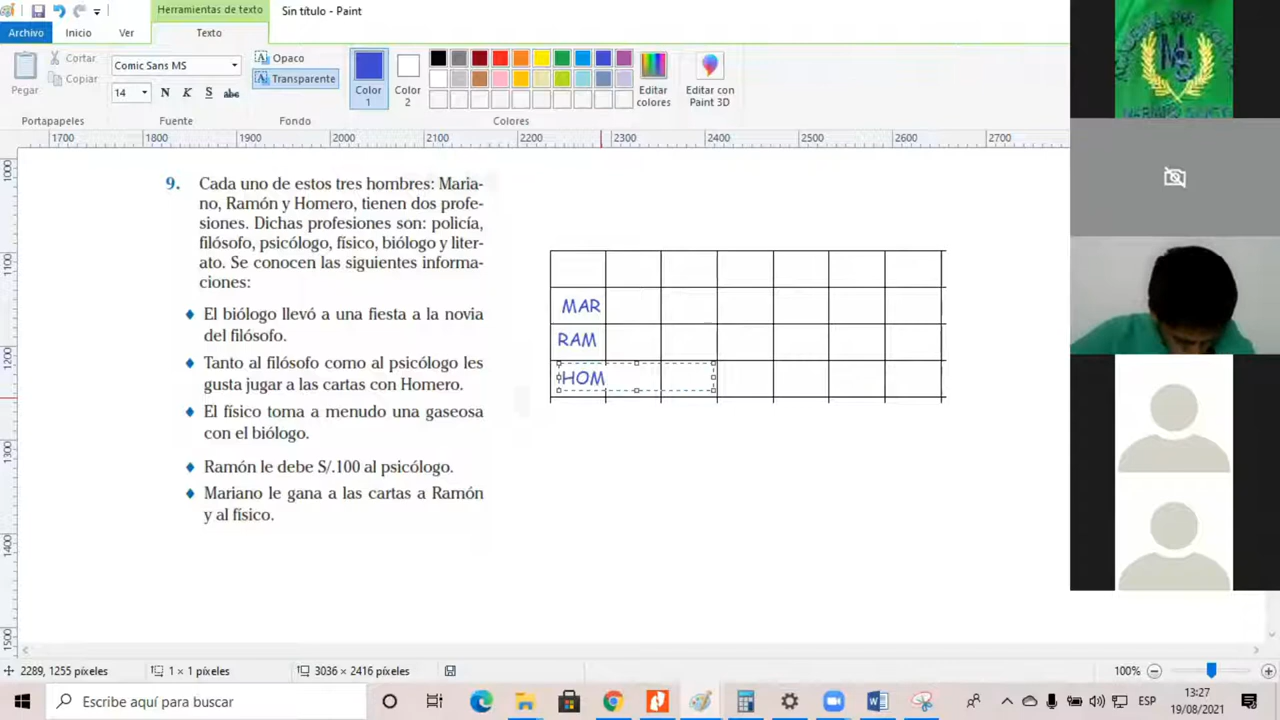 Herramientas de texto
Sin título - Paint
Archivo
Inicio
Ver
Texto
Pegar
Cortar
Copiar
Comic Sans MS
14
N K S abc
Opaco
Transparente
Color 1
Color 2
Editar colores
Editar con Paint 3D
Portapapeles
Fuente
Fondo
Colores
1700 1800 1900 2000 2100 2200 2300 2400 2500 2600 2700
1000
1100
1200
1300
1400
1500
9. Cada uno de estos tres hombres: Maria-
no, Ramón y Homero, tienen dos profe-
siones. Dichas profesiones son: policía,
filósofo, psicólogo, físico, biólogo y liter-
ato. Se conocen las siguientes informa-
ciones:
El biólogo llevó a una fiesta a la novia
del filósofo.
Tanto al filósofo como al psicólogo les
gusta jugar a las cartas con Homero.
El físico toma a menudo una gaseosa
con el biólogo.
Ramón le debe S/.100 al psicólogo.
Mariano le gana a las cartas a Ramón
y al físico.
MAR
RAM
HOM
2289, 1255 píxeles
1 × 1 píxeles
3036 × 2416 píxeles
100%
Escribe aquí para buscar
ESP
13:27
19/08/2021